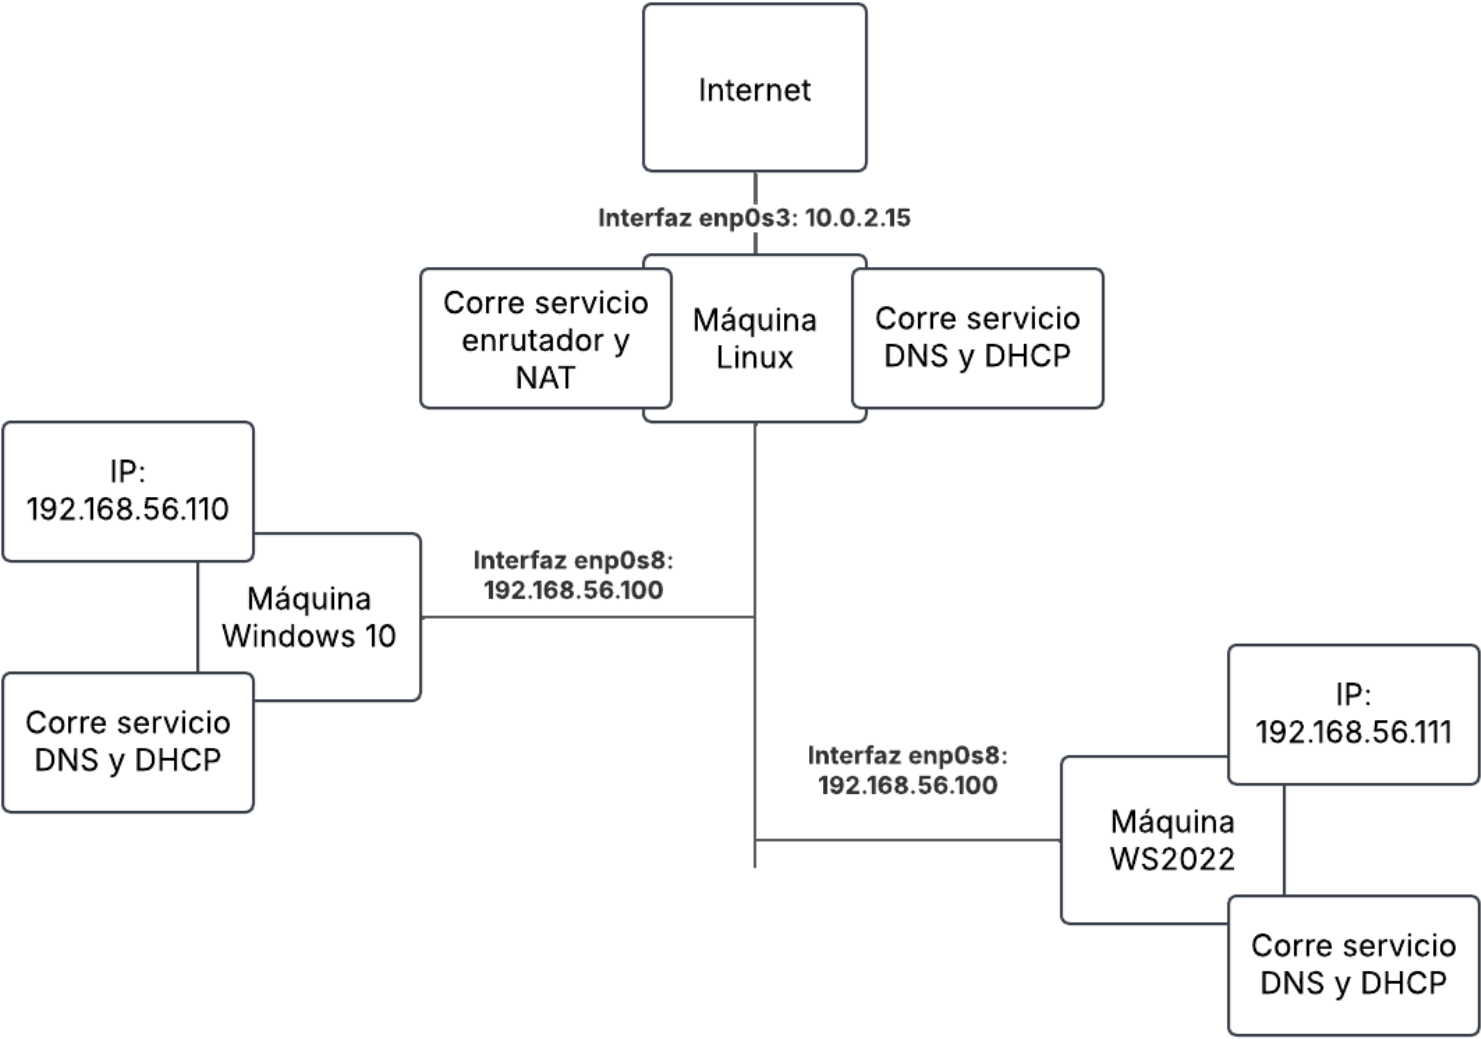 Internet
Interfaz enp0s3: 10.0.2.15
Corre servicio
enrutador y
NAT
Máquina
Linux
Corre servicio
DNS y DHCP
IP:
192.168.56.110
Máquina
Windows 10
Corre servicio
DNS y DHCP
Interfaz enp0s8:
192.168.56.100
Interfaz enp0s8:
192.168.56.100
IP:
192.168.56.111
Máquina
WS2022
Corre servicio
DNS y DHCP